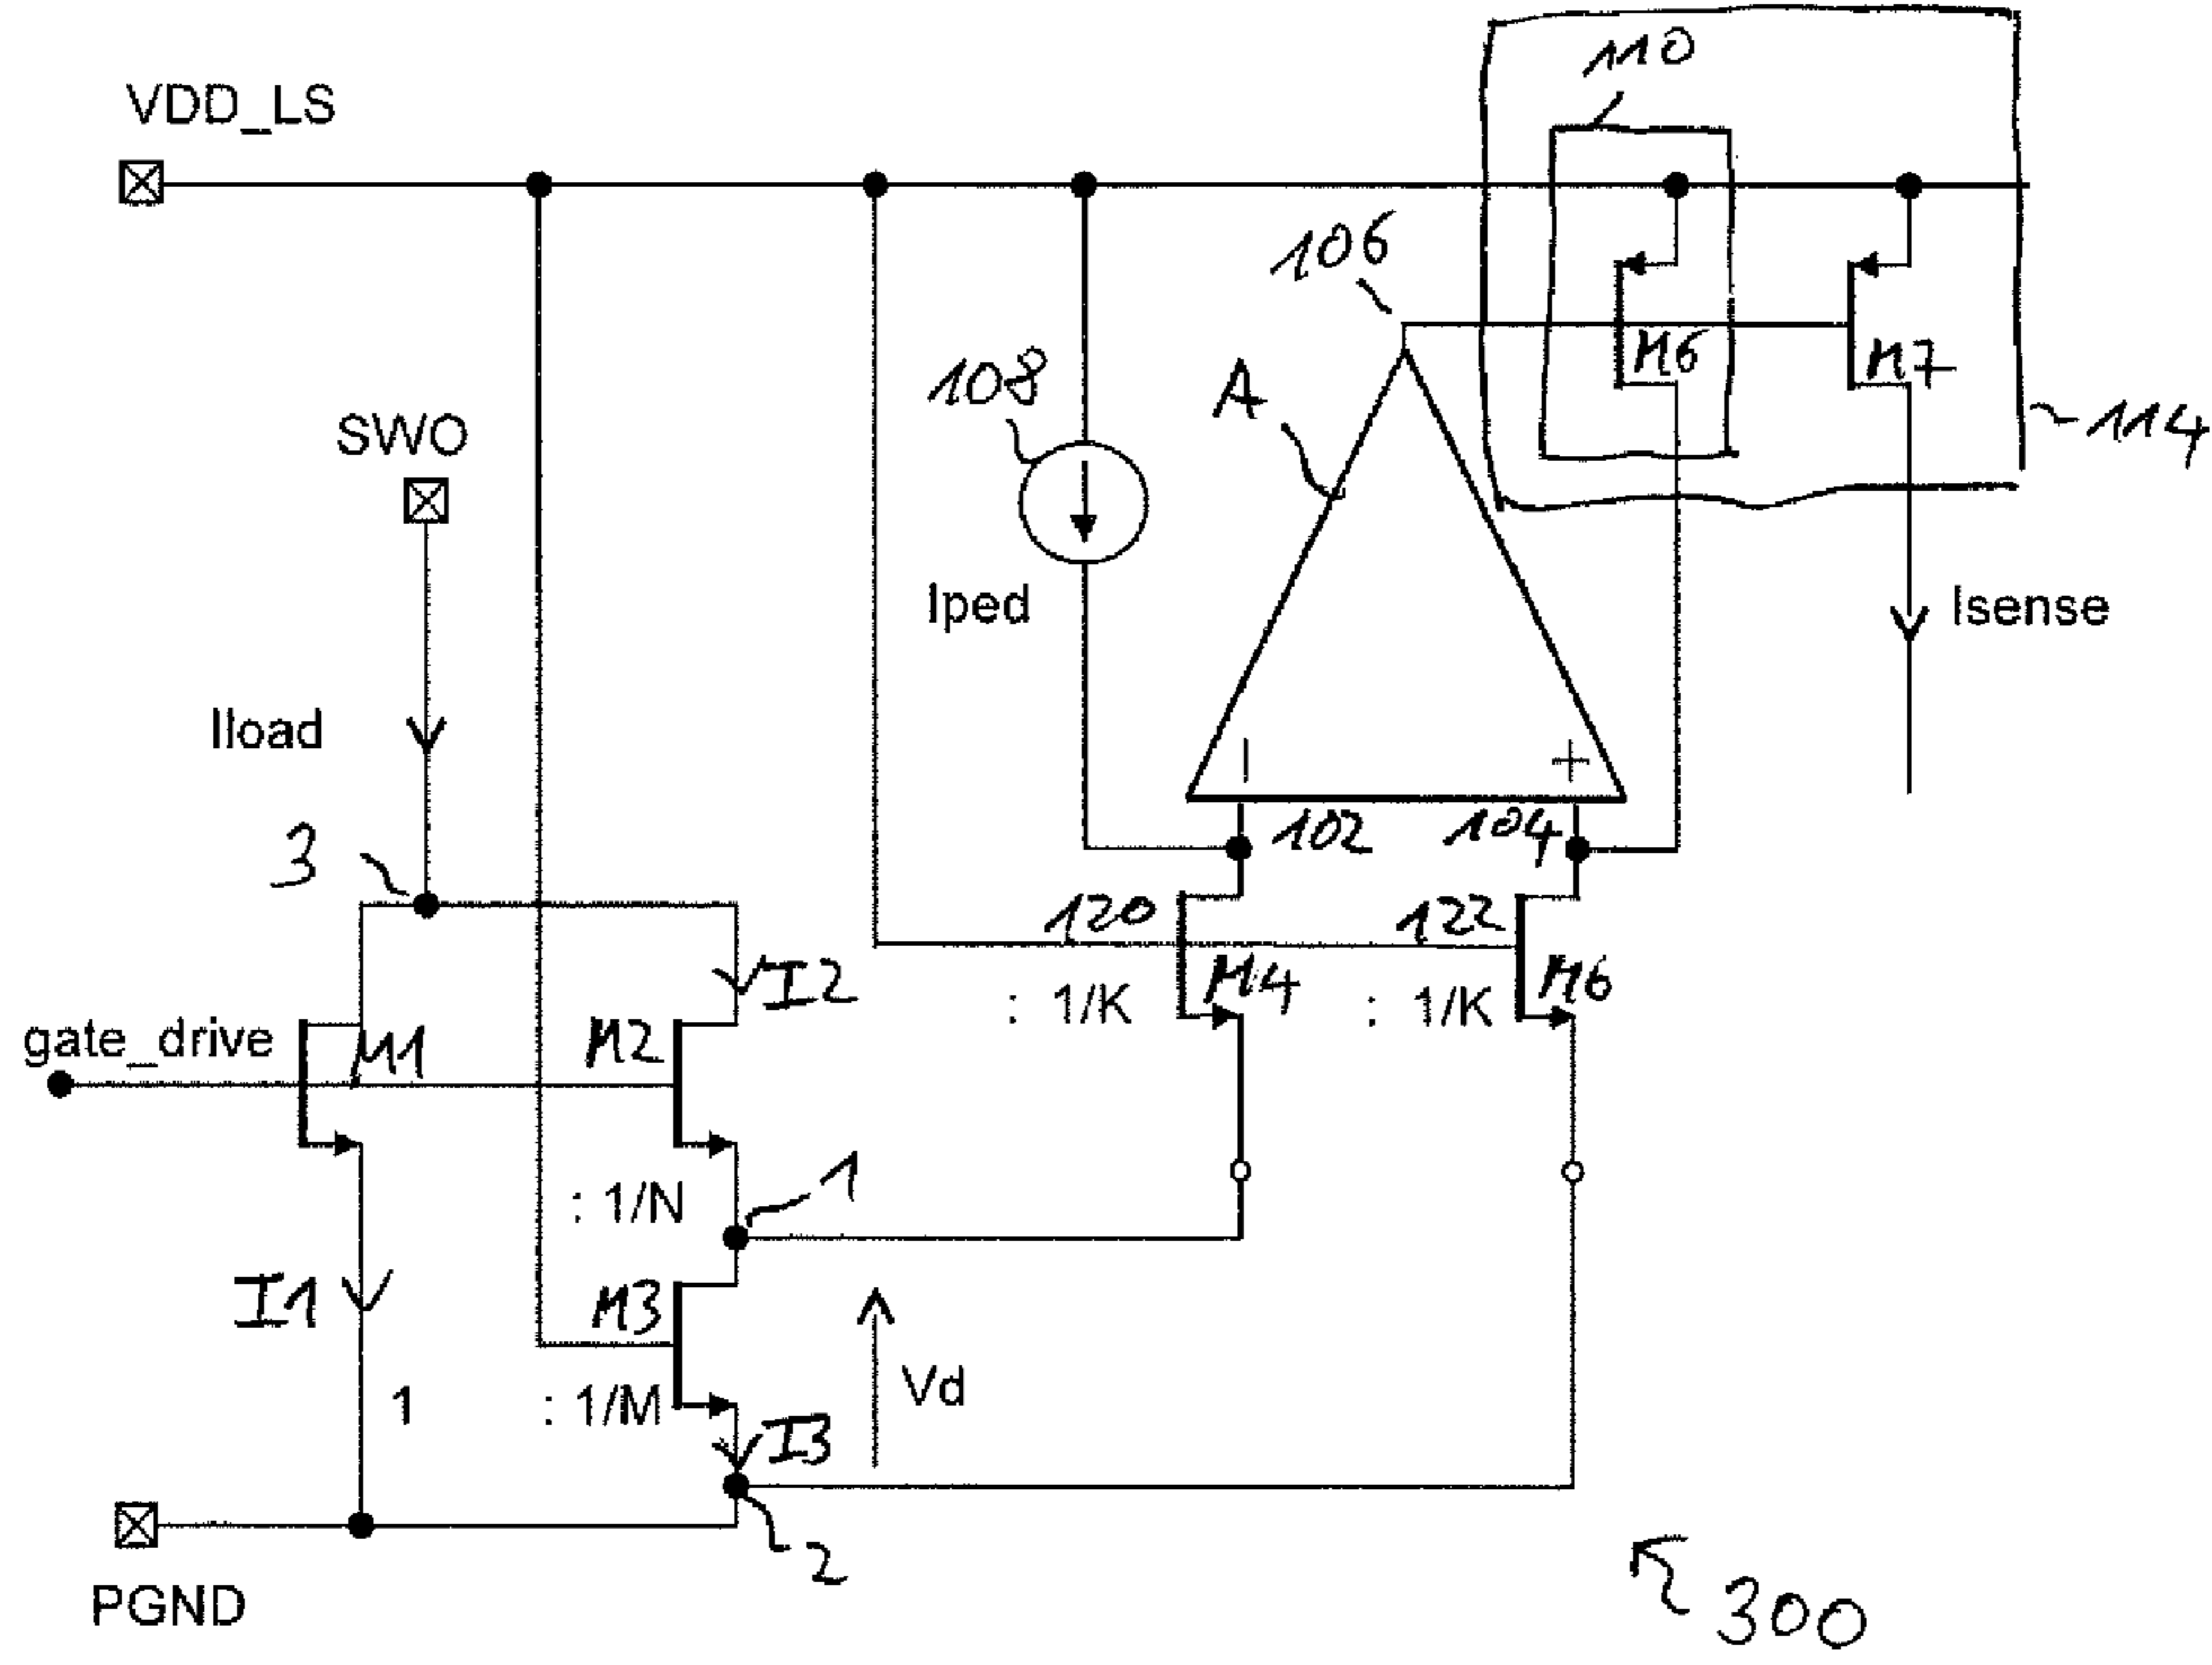 110
VDD_LS
106
M6
M7
108
A
114
SWO
Iped
Isense
Iload
− +
102
104
3
120
122
I2
M4
M6
: 1/K
: 1/K
gate_drive
M1
M2
: 1/N
1
I1
M3
Vd
1
: 1/M
I3
2
PGND
300